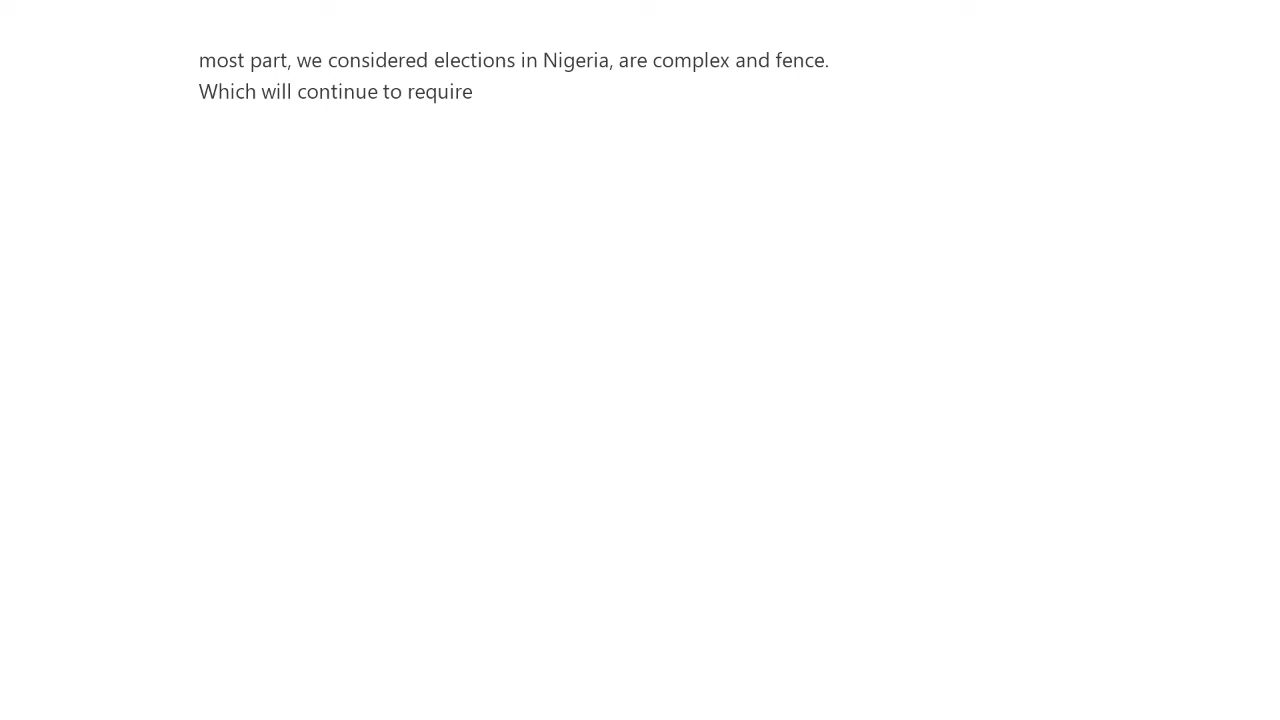 most part, we considered elections in Nigeria, are complex and fence.
Which will continue to require